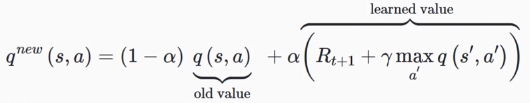 learned value
q^{new} (s, a) = (1 − α) q (s, a) + α ( R_{t+1} + γ max_{a'} q (s', a') )
old value